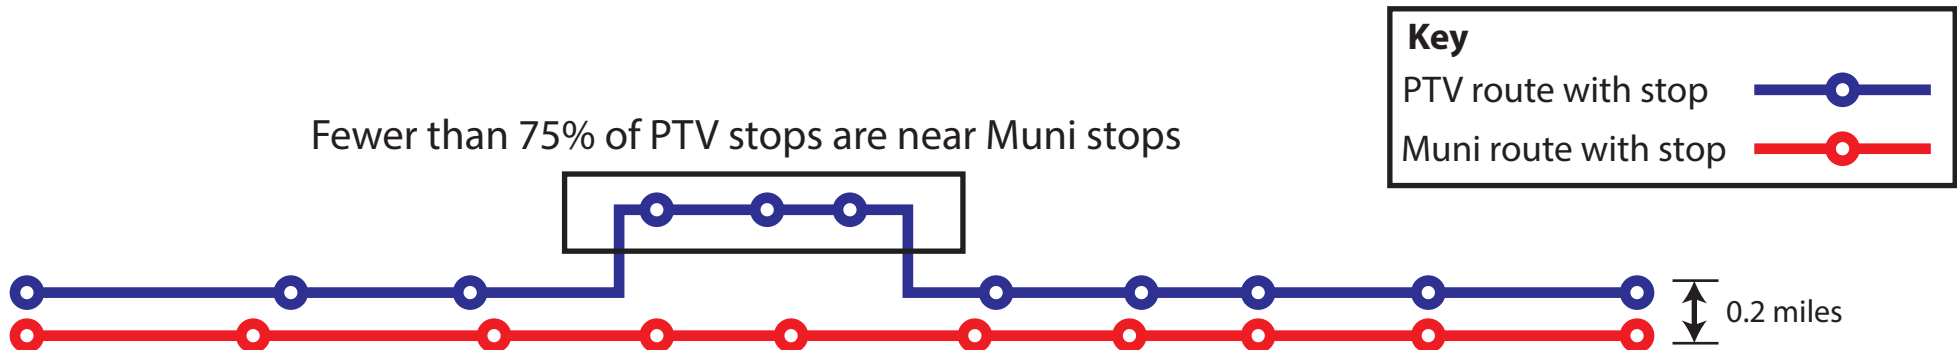 Key
PTV route with stop
Muni route with stop
Fewer than 75% of PTV stops are near Muni stops
0.2 miles